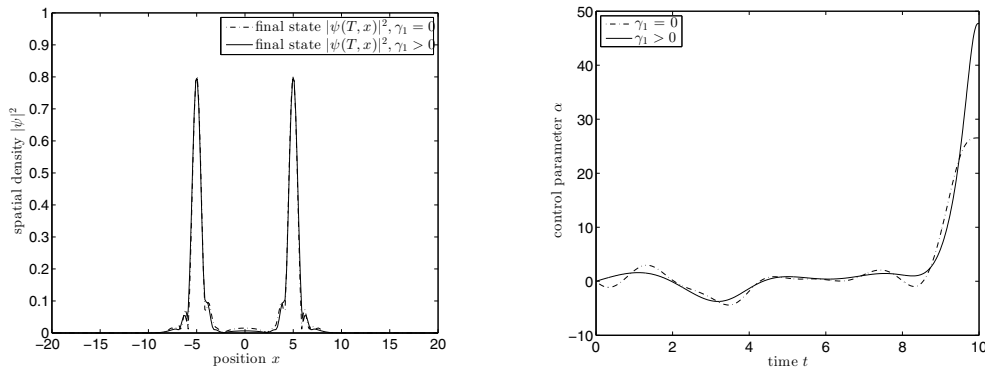 1
0.9
0.8
0.7
0.6
0.5
0.4
0.3
0.2
0.1
0
spatial density |ψ|²
final state |ψ(T, x)|², γ₁ = 0
final state |ψ(T, x)|², γ₁ > 0
−20 −15 −10 −5 0 5 10 15 20
position x
50
40
30
20
10
0
−10
control parameter α
γ₁ = 0
γ₁ > 0
0 2 4 6 8 10
time t